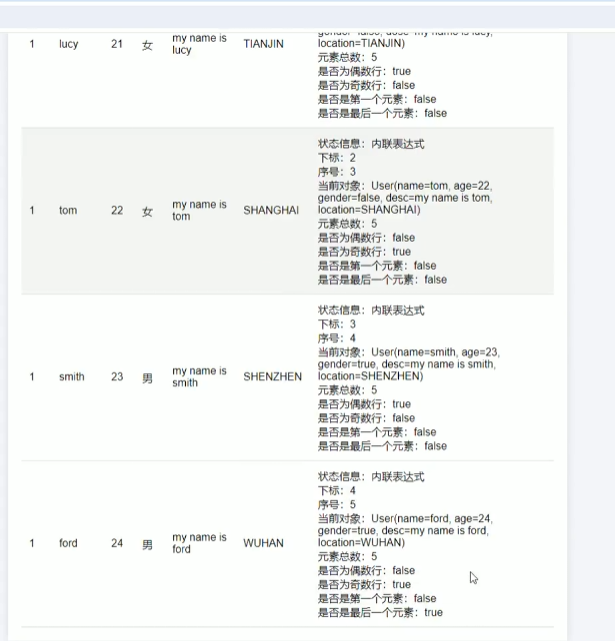 location=TIANJIN)
1 lucy 21 女 my name is lucy TIANJIN
元素总数：5
是否为偶数行：true
是否为奇数行：false
是否是第一个元素：false
是否是最后一个元素：false
状态信息：内联表达式
下标：2
序号：3
当前对象：User(name=tom, age=22,
gender=false, desc=my name is tom,
1 tom 22 女 my name is tom SHANGHAI
location=SHANGHAI)
元素总数：5
是否为偶数行：false
是否为奇数行：true
是否是第一个元素：false
是否是最后一个元素：false
状态信息：内联表达式
下标：3
序号：4
当前对象：User(name=smith, age=23,
gender=true, desc=my name is smith,
1 smith 23 男 my name is smith SHENZHEN
location=SHENZHEN)
元素总数：5
是否为偶数行：true
是否为奇数行：false
是否是第一个元素：false
是否是最后一个元素：false
状态信息：内联表达式
下标：4
序号：5
当前对象：User(name=ford, age=24,
gender=true, desc=my name is ford,
1 ford 24 男 my name is ford WUHAN
location=WUHAN)
元素总数：5
是否为偶数行：false
是否为奇数行：true
是否是第一个元素：false
是否是最后一个元素：true